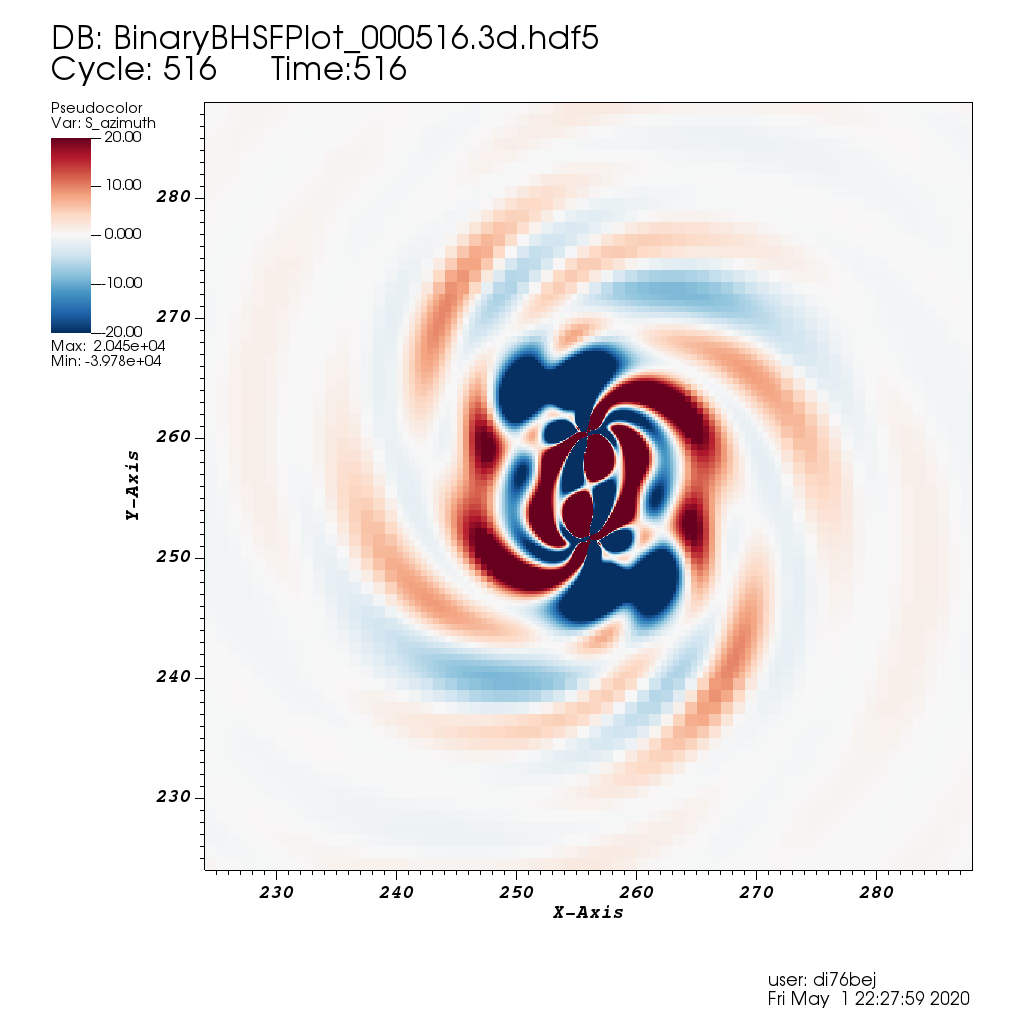 DB: BinaryBHSFPlot_000516.3d.hdf5
Cycle: 516 Time:516
Pseudocolor
Var: S_azimuth
20.00
10.00
0.000
-10.00
-20.00
Max: 2.045e+04
Min: -3.978e+04
280
270
260
250
240
230
Y-Axis
230 240 250 260 270 280
X-Axis
user: di76bej
Fri May 1 22:27:59 2020